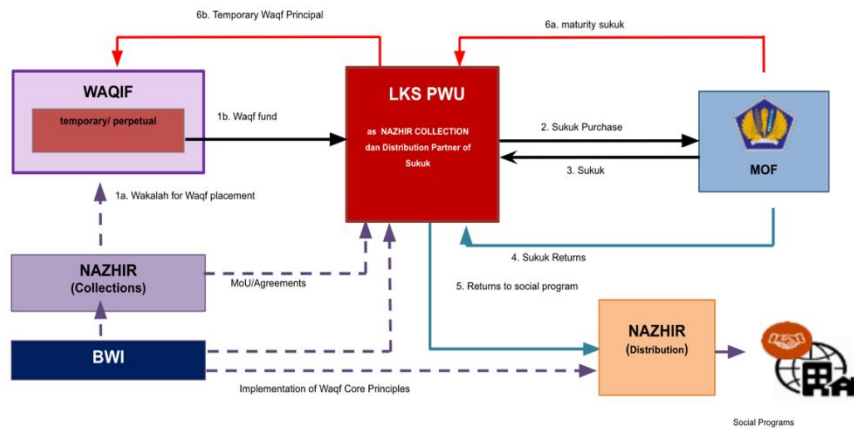 6b. Temporary Waqf Principal
6a. maturity sukuk
WAQIF
temporary/ perpetual
1b. Waqf fund
LKS PWU
as NAZHIR COLLECTION
dan Distribution Partner of
Sukuk
2. Sukuk Purchase
3. Sukuk
MOF
1a. Wakalah for Waqf placement
NAZHIR
(Collections)
MoU/Agreements
4. Sukuk Returns
5. Returns to social program
BWI
NAZHIR
(Distribution)
Implementation of Waqf Core Principles
Social Programs